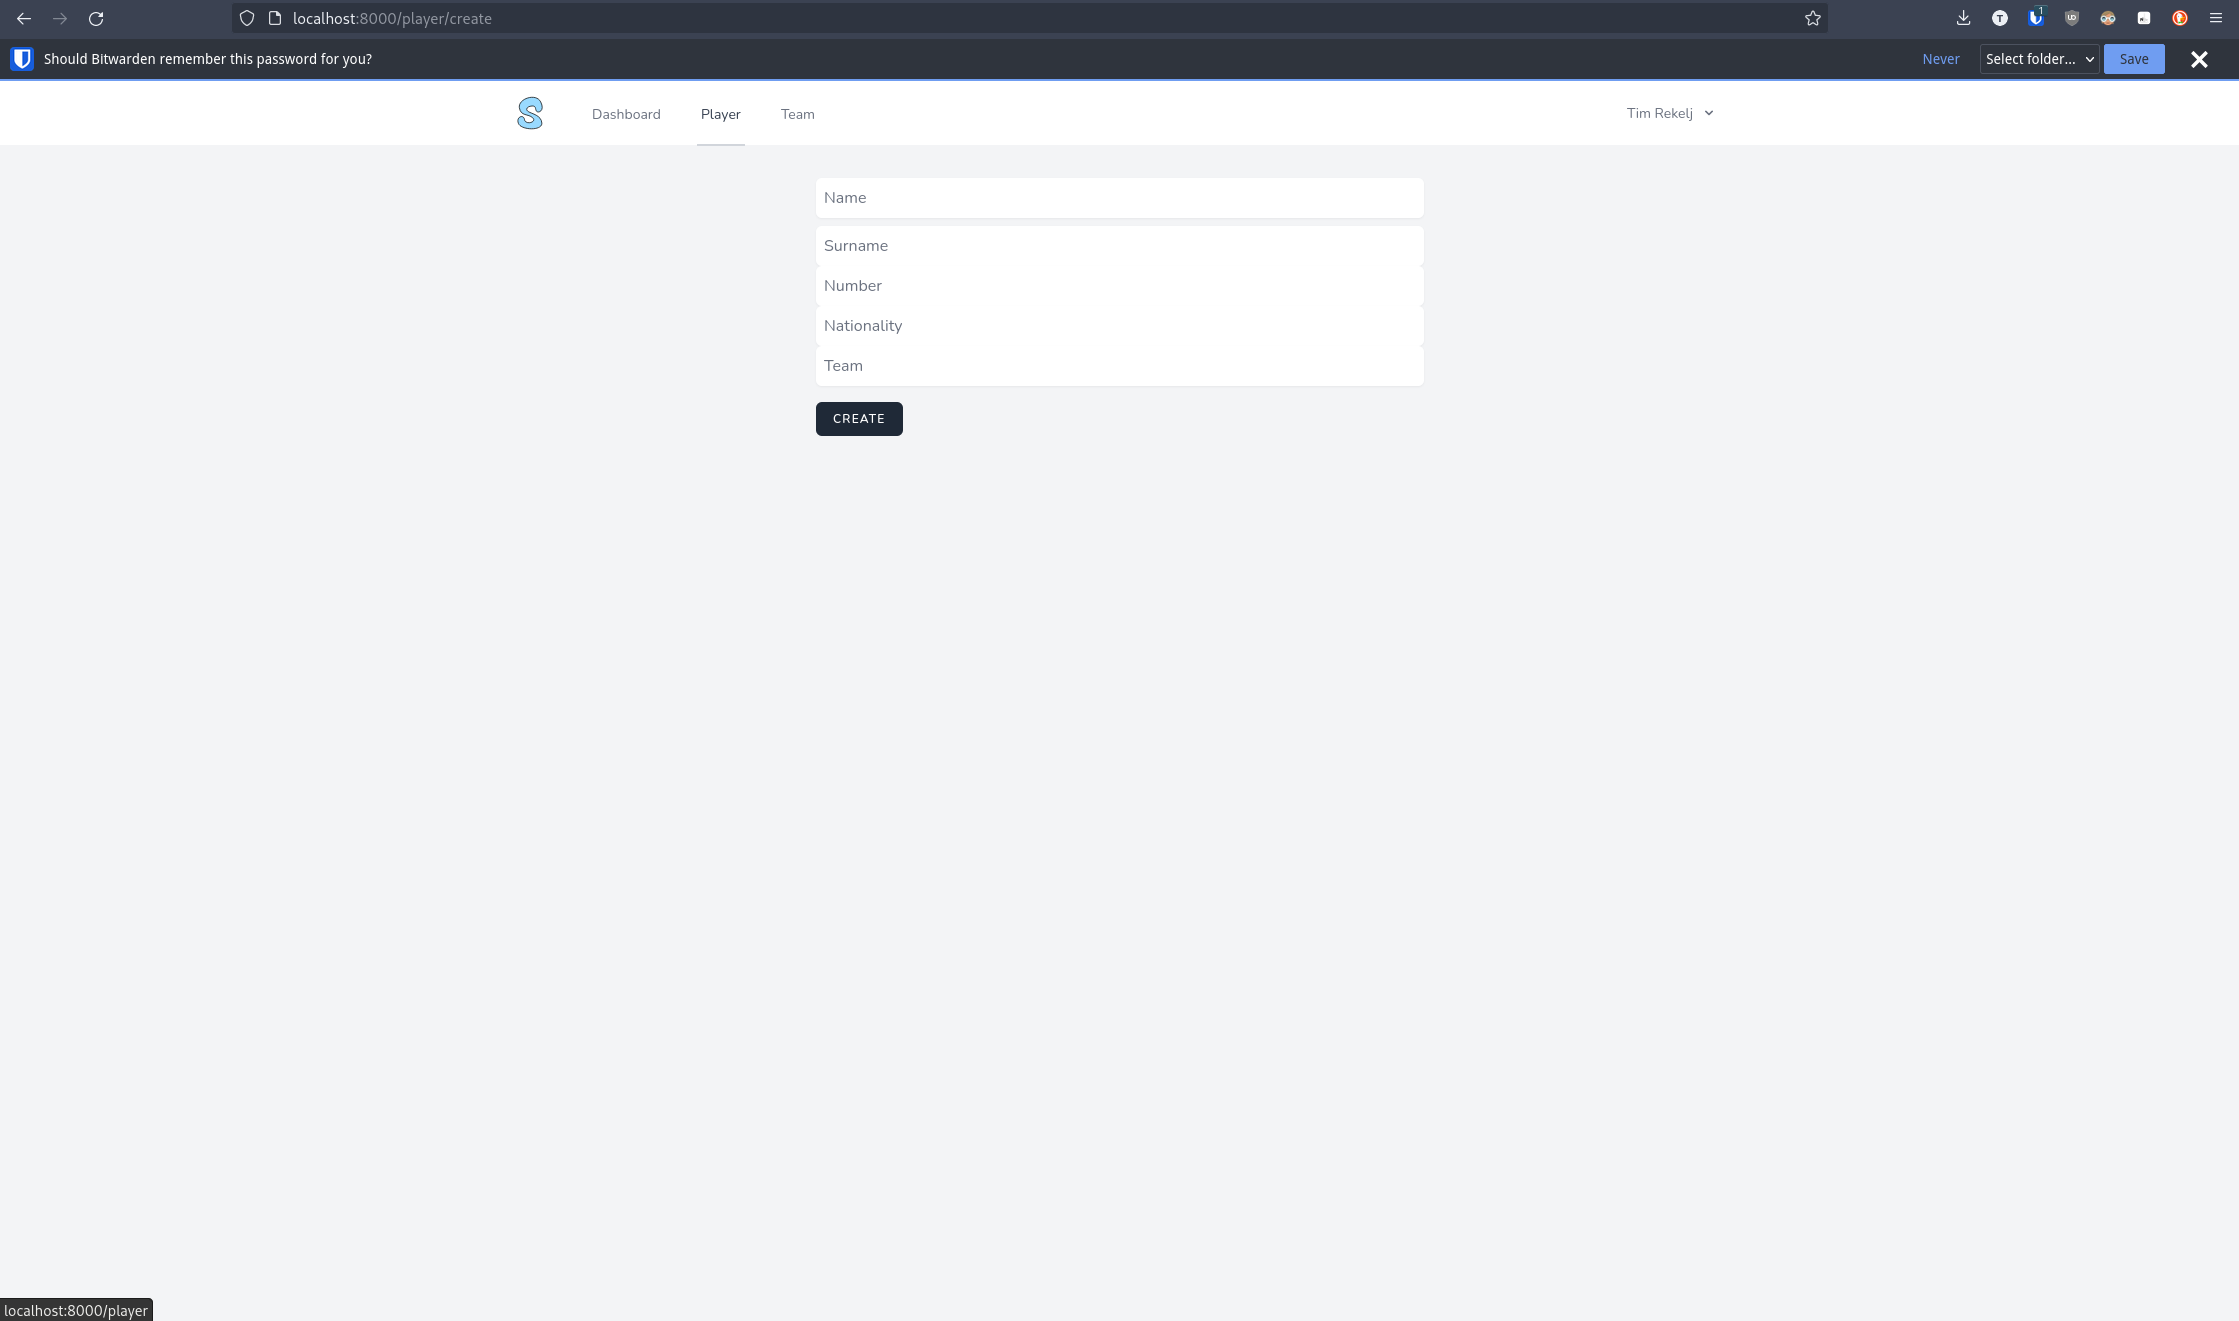 localhost:8000/player/create
1
Should Bitwarden remember this password for you?
Never
Select folder...
Save
S
Dashboard
Player
Team
Tim Rekelj
Name
Surname
Number
Nationality
Team
CREATE
localhost:8000/player